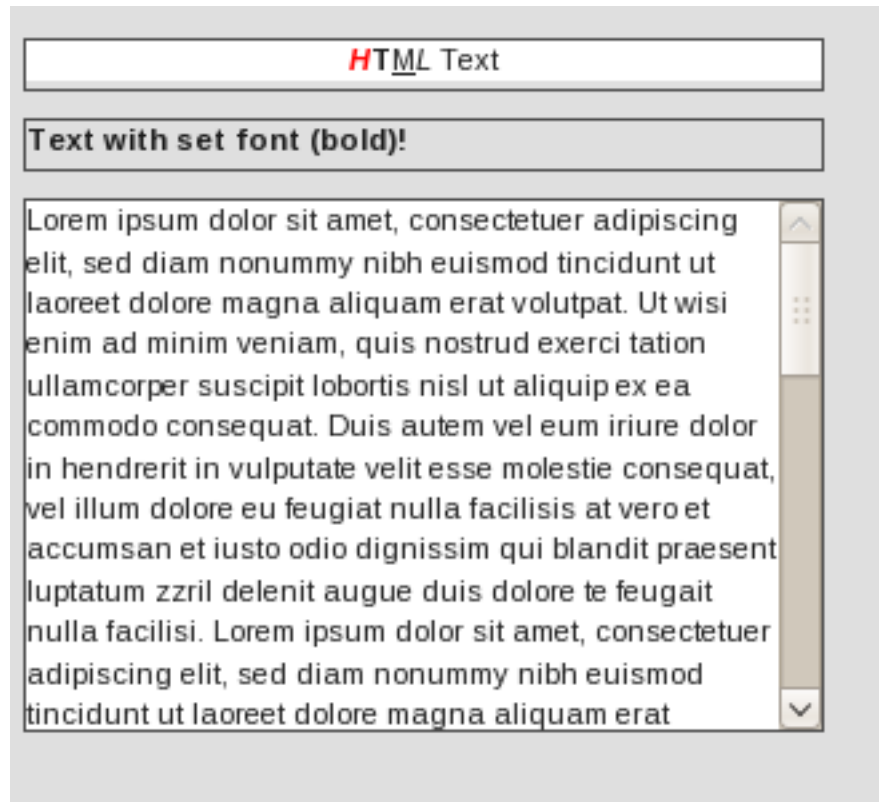 HTML Text
Text with set font (bold)!
Lorem ipsum dolor sit amet, consectetuer adipiscing
elit, sed diam nonummy nibh euismod tincidunt ut
laoreet dolore magna aliquam erat volutpat. Ut wisi
enim ad minim veniam, quis nostrud exerci tation
ullamcorper suscipit lobortis nisl ut aliquip ex ea
commodo consequat. Duis autem vel eum iriure dolor
in hendrerit in vulputate velit esse molestie consequat,
vel illum dolore eu feugiat nulla facilisis at vero et
accumsan et iusto odio dignissim qui blandit praesent
luptatum zzril delenit augue duis dolore te feugait
nulla facilisi. Lorem ipsum dolor sit amet, consectetuer
adipiscing elit, sed diam nonummy nibh euismod
tincidunt ut laoreet dolore magna aliquam erat